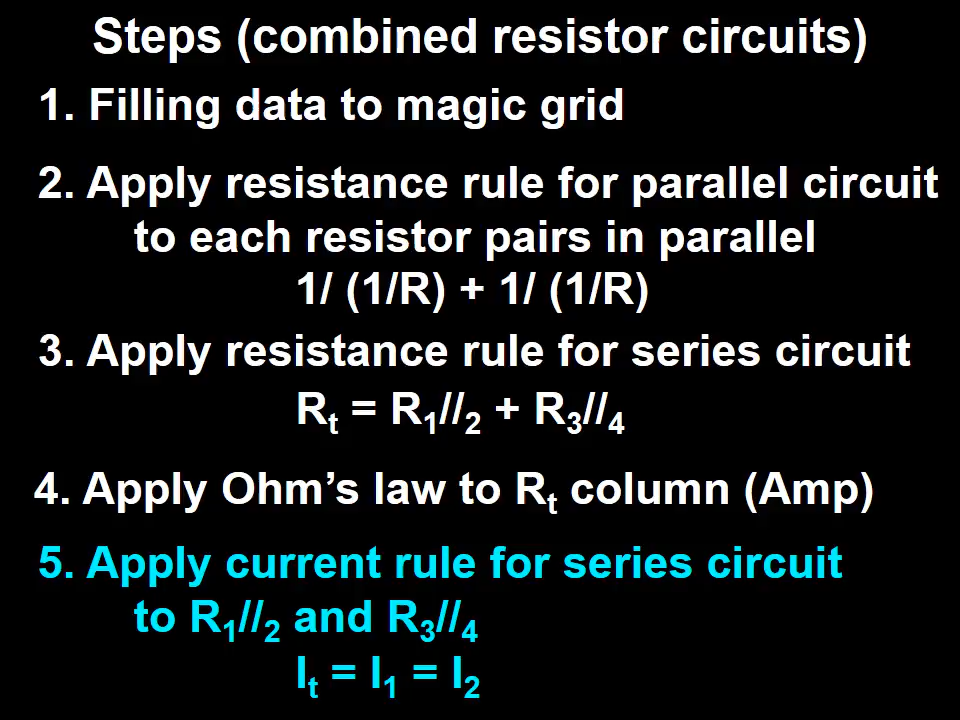 Steps (combined resistor circuits)
1. Filling data to magic grid
2. Apply resistance rule for parallel circuit
to each resistor pairs in parallel
1/ (1/R) + 1/ (1/R)
3. Apply resistance rule for series circuit
Rt = R1//2 + R3//4
4. Apply Ohm’s law to Rt column (Amp)
5. Apply current rule for series circuit
to R1//2 and R3//4
It = I1 = I2